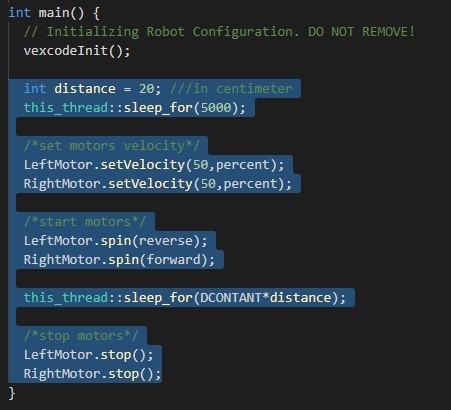 int main() {
// Initializing Robot Configuration. DO NOT REMOVE!
vexcodeInit();
int distance = 20; ///in centimeter
this_thread::sleep_for(5000);
/*set motors velocity*/
LeftMotor.setVelocity(50,percent);
RightMotor.setVelocity(50,percent);
/*start motors*/
LeftMotor.spin(reverse);
RightMotor.spin(forward);
this_thread::sleep_for(DCONTANT*distance);
/*stop motors*/
LeftMotor.stop();
RightMotor.stop();
}